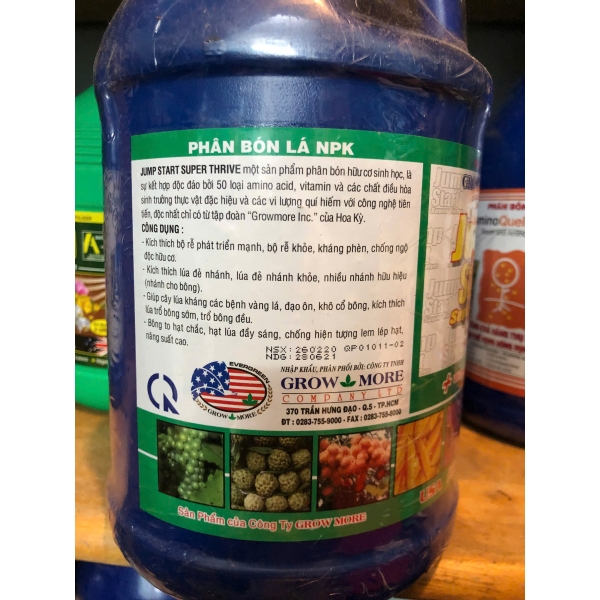 PHÂN BÓN LÁ NPK
JUMP START SUPER THRIVE một sản phẩm phân bón hữu cơ sinh học, là
sự kết hợp độc đáo bởi 50 loại amino acid, vitamin và các chất điều hòa
sinh trưởng thực vật đặc hiệu và các vi lượng quí hiếm với công nghệ tiên
tiến, độc nhất chỉ có từ tập đoàn "Growmore Inc." của Hoa Kỳ.
CÔNG DỤNG :
- Kích thích bộ rễ phát triển mạnh, bộ rễ khỏe, kháng phèn, chống ngộ
độc hữu cơ.
- Kích thích lúa đẻ nhánh, lúa đẻ nhánh khỏe, nhiều nhánh hữu hiệu
(nhánh cho bông).
- Giúp cây lúa kháng các bệnh vàng lá, đạo ôn, khô cổ bông, kích thích
lúa trổ bông sớm, trổ bông đều.
- Bông to hạt chắc, hạt lúa đầy sáng, chống hiện tượng lem lép hạt,
năng suất cao.
NSX: 260220 GP01011-02
NDG: 280621
EVERGREEN
GROW MORE
NHẬP KHẨU, PHÂN PHỐI BỞI: CÔNG TY TNHH
GROW MORE
COMPANY LTD
370 TRẦN HƯNG ĐẠO - Q.5 - TP.HCM
ĐT : 0283-755-9000 - FAX : 0283-755-8000
Sản Phẩm của Công Ty GROW MORE